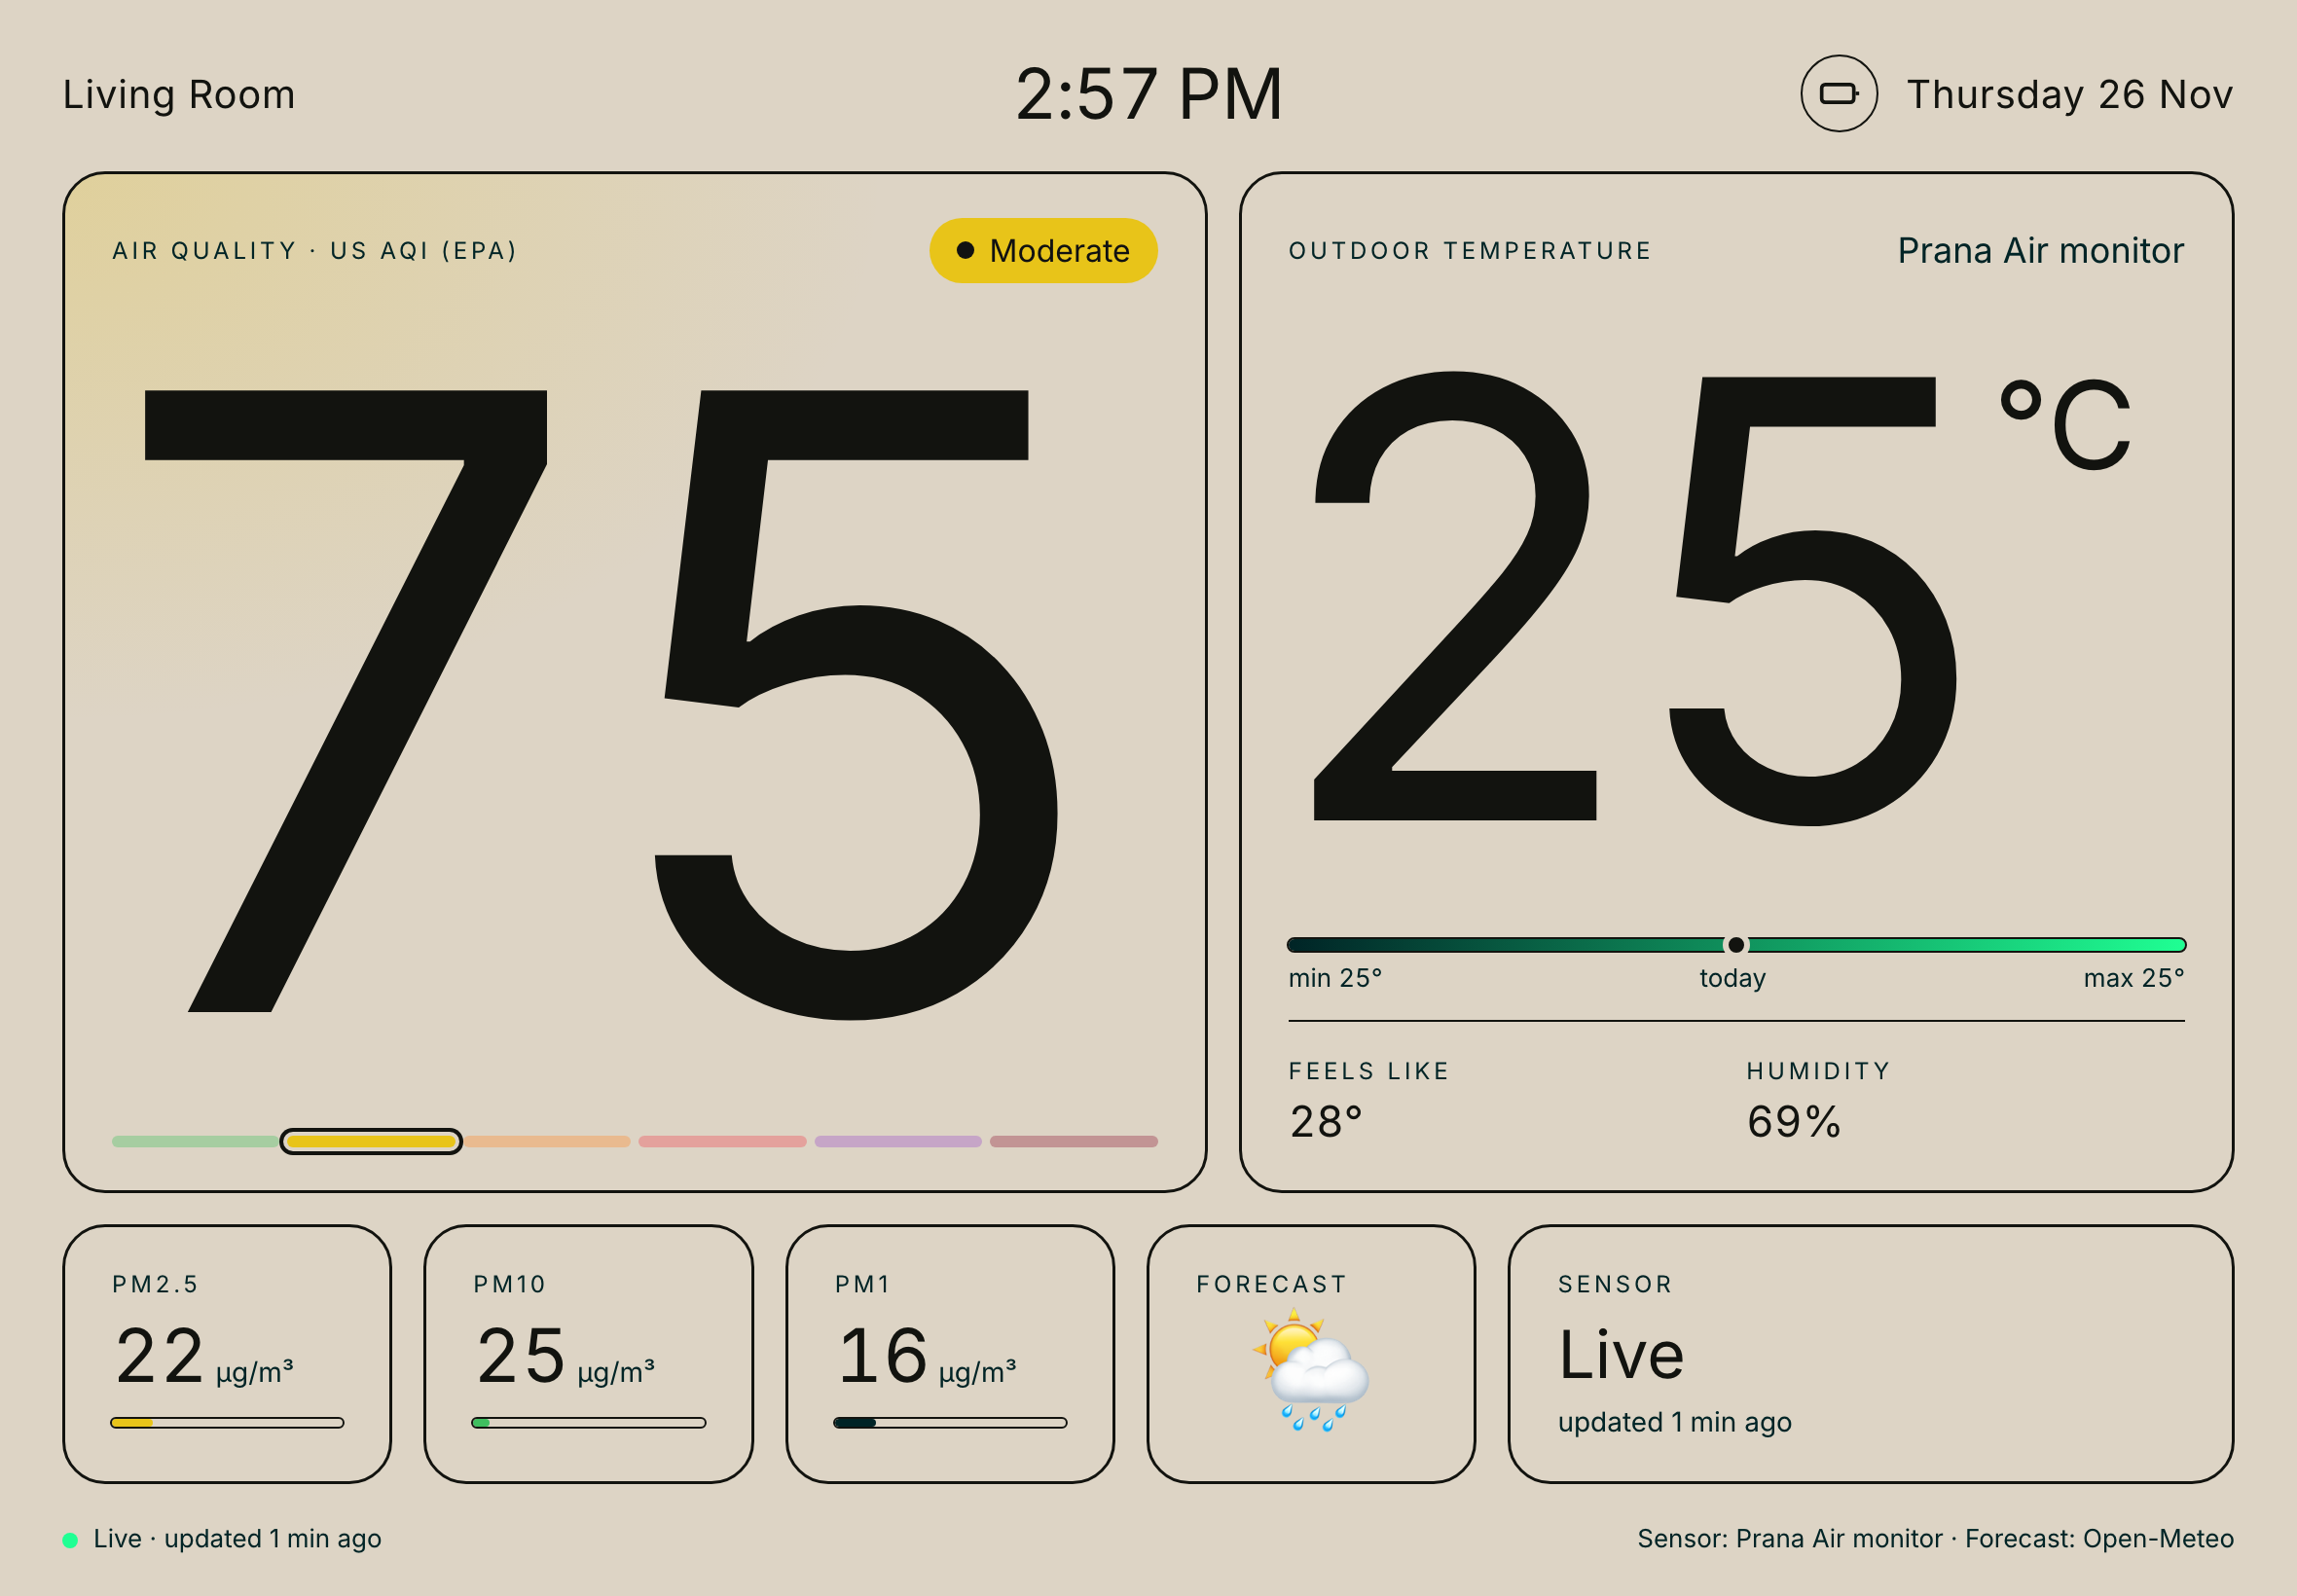 Living Room
2:57 PM
Thursday 26 Nov
AIR QUALITY · US AQI (EPA)
Moderate
75
OUTDOOR TEMPERATURE
Prana Air monitor
25 °C
min 25°
today
max 25°
FEELS LIKE
28°
HUMIDITY
69%
PM2.5
22 µg/m³
PM10
25 µg/m³
PM1
16 µg/m³
FORECAST
SENSOR
Live
updated 1 min ago
Live · updated 1 min ago
Sensor: Prana Air monitor · Forecast: Open-Meteo